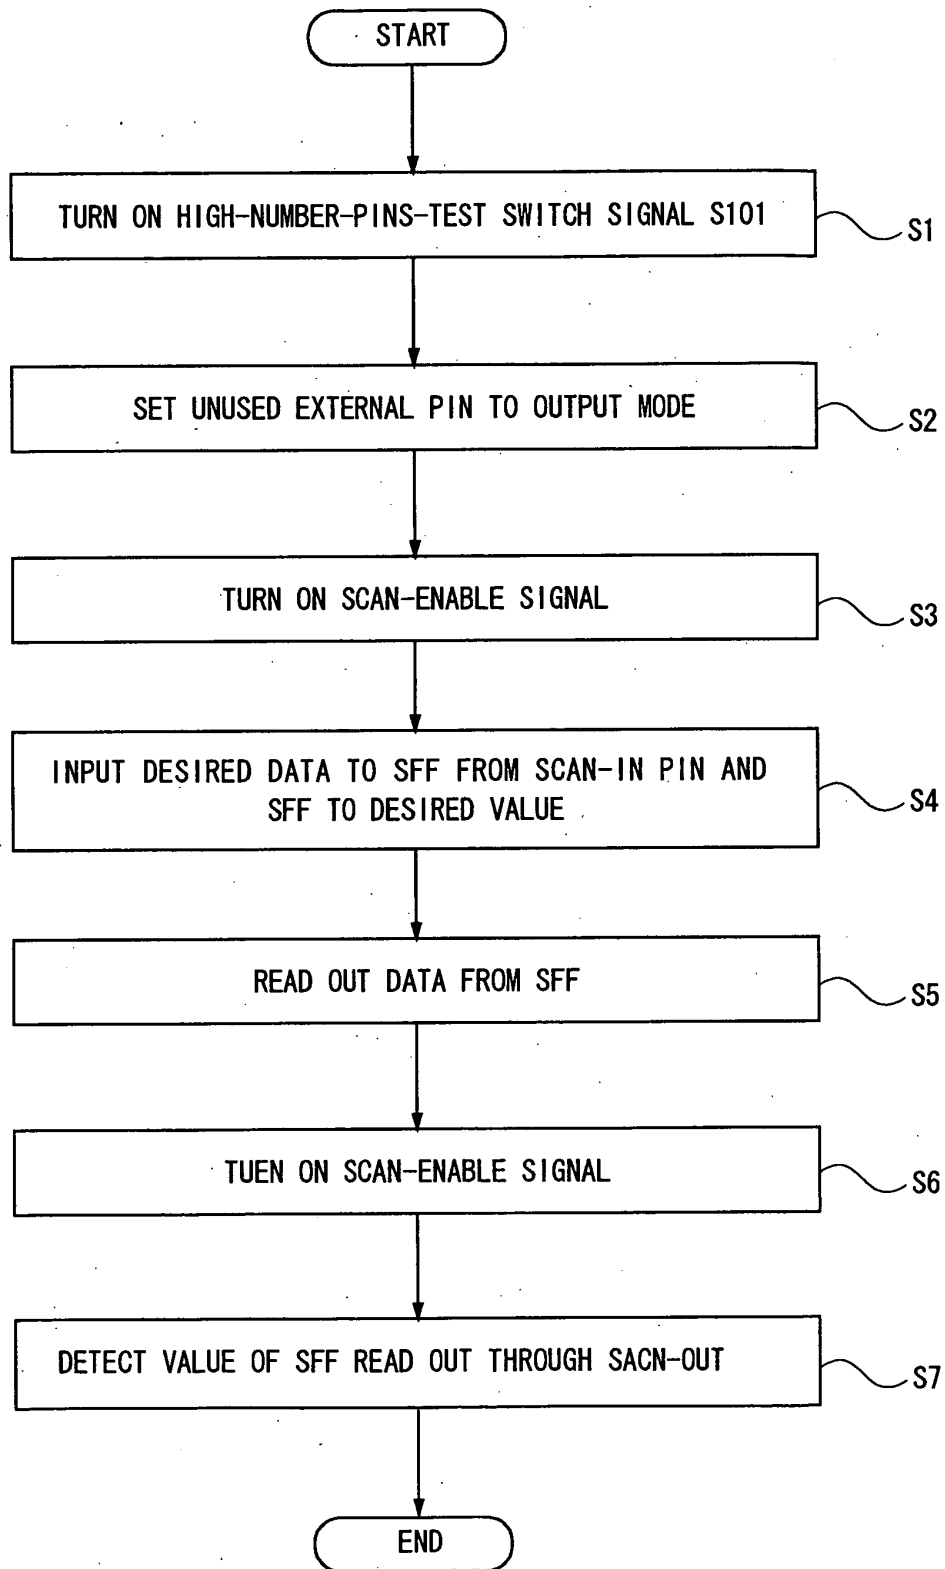 START
TURN ON HIGH-NUMBER-PINS-TEST SWITCH SIGNAL S101
S1
SET UNUSED EXTERNAL PIN TO OUTPUT MODE
S2
TURN ON SCAN-ENABLE SIGNAL
S3
INPUT DESIRED DATA TO SFF FROM SCAN-IN PIN AND
SFF TO DESIRED VALUE
S4
READ OUT DATA FROM SFF
S5
TUEN ON SCAN-ENABLE SIGNAL
S6
DETECT VALUE OF SFF READ OUT THROUGH SACN-OUT
S7
END